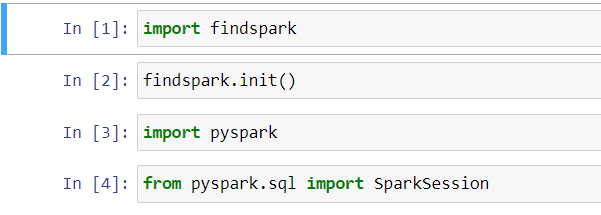 In [1]: import findspark
In [2]: findspark.init()
In [3]: import pyspark
In [4]: from pyspark.sql import SparkSession